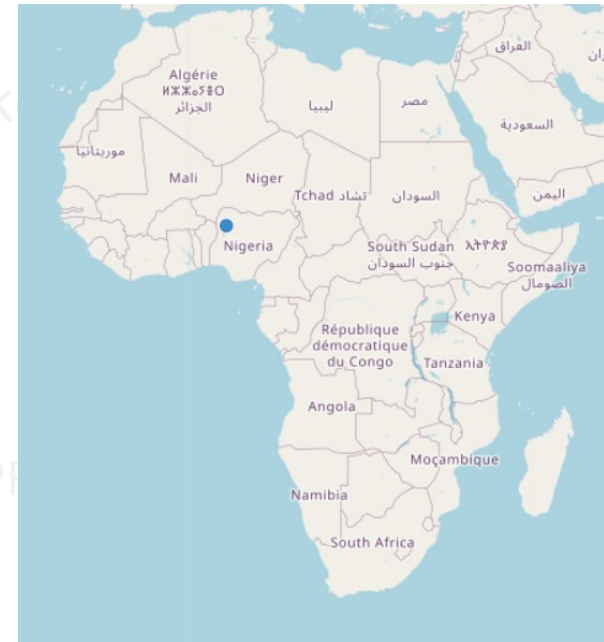 العراق
Algérie
ⵍⵣⵣⴰⵢⴻⵔ
الجزائر
ليبيا
مصر
السعودية
موريتانيا
Mali
Niger
Tchad تشاد
السودان
اليمن
Nigeria
South Sudan
جنوب السودان
ኢትዮጵያ
Soomaaliya
الصومال
Kenya
République
démocratique
du Congo
Tanzania
Angola
Moçambique
Namibia
South Africa